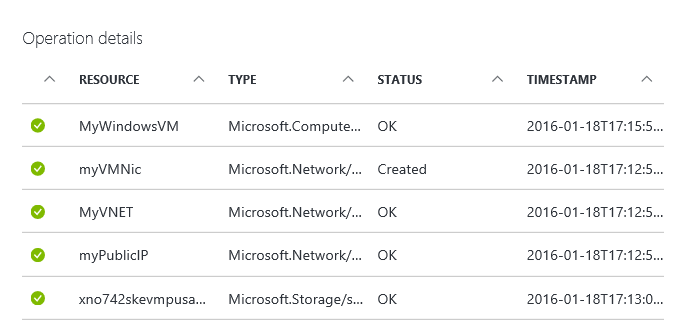 Operation details
RESOURCE TYPE STATUS TIMESTAMP
MyWindowsVM Microsoft.Compute... OK 2016-01-18T17:15:5...
myVMNic Microsoft.Network/... Created 2016-01-18T17:12:5...
MyVNET Microsoft.Network/... OK 2016-01-18T17:12:5...
myPublicIP Microsoft.Network/... OK 2016-01-18T17:12:5...
xno742skevmpusa... Microsoft.Storage/s... OK 2016-01-18T17:13:0...